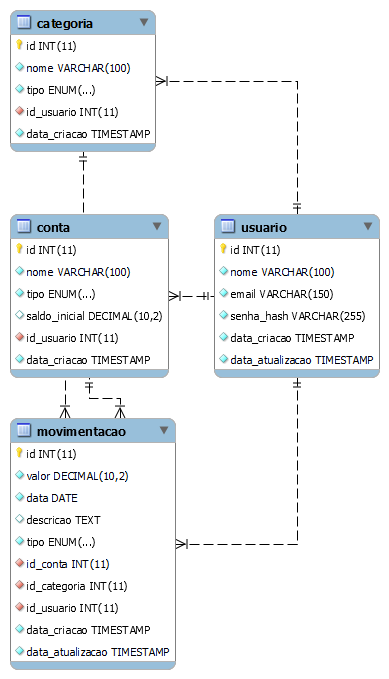 categoria
id INT(11)
nome VARCHAR(100)
tipo ENUM(...)
id_usuario INT(11)
data_criacao TIMESTAMP
conta
id INT(11)
nome VARCHAR(100)
tipo ENUM(...)
saldo_inicial DECIMAL(10,2)
id_usuario INT(11)
data_criacao TIMESTAMP
usuario
id INT(11)
nome VARCHAR(100)
email VARCHAR(150)
senha_hash VARCHAR(255)
data_criacao TIMESTAMP
data_atualizacao TIMESTAMP
movimentacao
id INT(11)
valor DECIMAL(10,2)
data DATE
descricao TEXT
tipo ENUM(...)
id_conta INT(11)
id_categoria INT(11)
id_usuario INT(11)
data_criacao TIMESTAMP
data_atualizacao TIMESTAMP